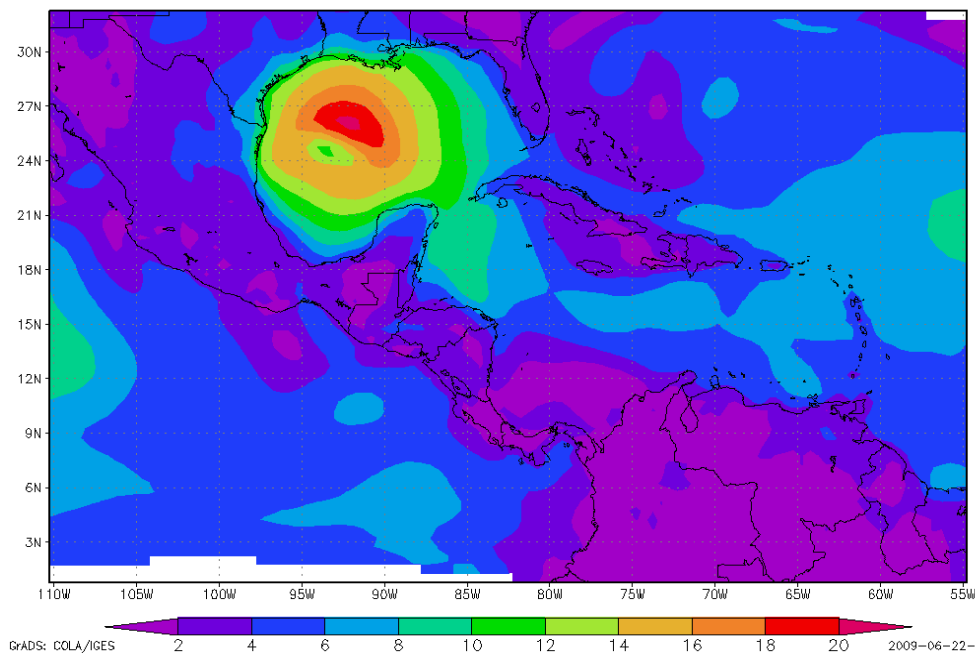 30N
27N
24N
21N
18N
15N
12N
9N
6N
3N
110W 105W 100W 95W 90W 85W 80W 75W 70W 65W 60W 55W
2 4 6 8 10 12 14 16 18 20
GrADS: COLA/IGES 2009-06-22-